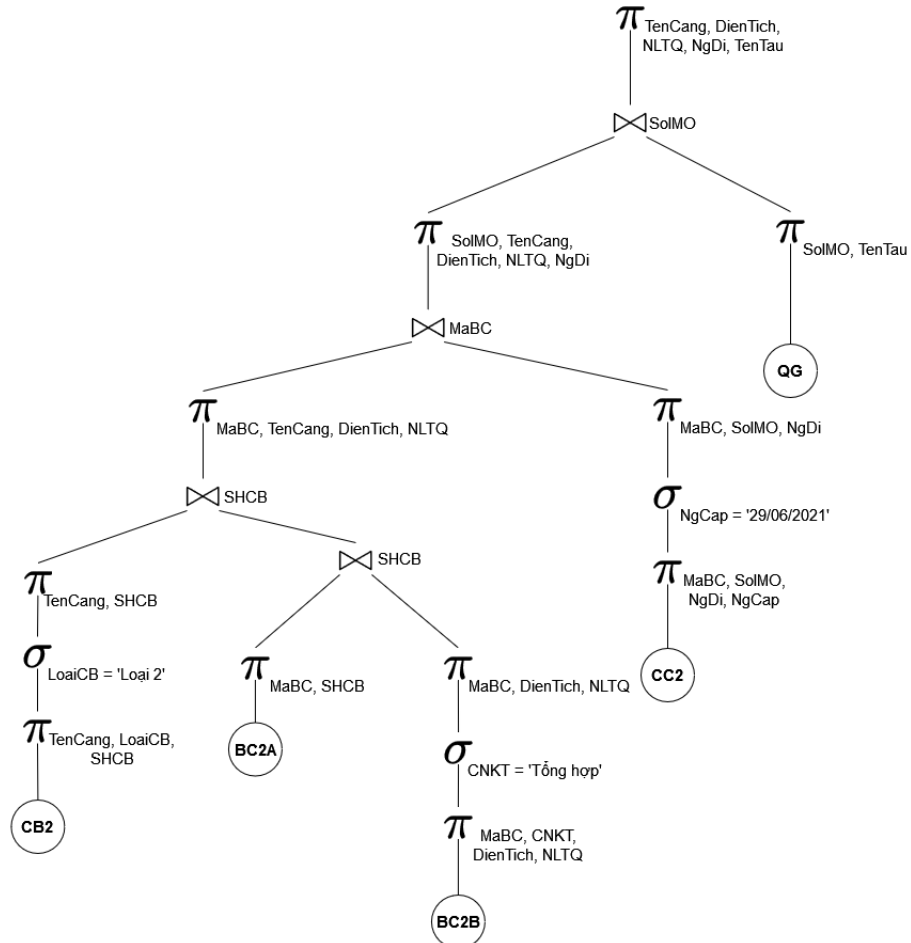 π TenCang, DienTich,
NLTQ, NgDi, TenTau
SoIMO
π SoIMO, TenCang,
DienTich, NLTQ, NgDi
π SoIMO, TenTau
MaBC
QG
π MaBC, TenCang, DienTich, NLTQ
π MaBC, SoIMO, NgDi
SHCB
σ NgCap = '29/06/2021'
SHCB
π TenCang, SHCB
π MaBC, SoIMO,
NgDi, NgCap
σ LoaiCB = 'Loại 2'
π MaBC, SHCB
π MaBC, DienTich, NLTQ
CC2
π TenCang, LoaiCB,
SHCB
BC2A
σ CNKT = 'Tổng hợp'
CB2
π MaBC, CNKT,
DienTich, NLTQ
BC2B